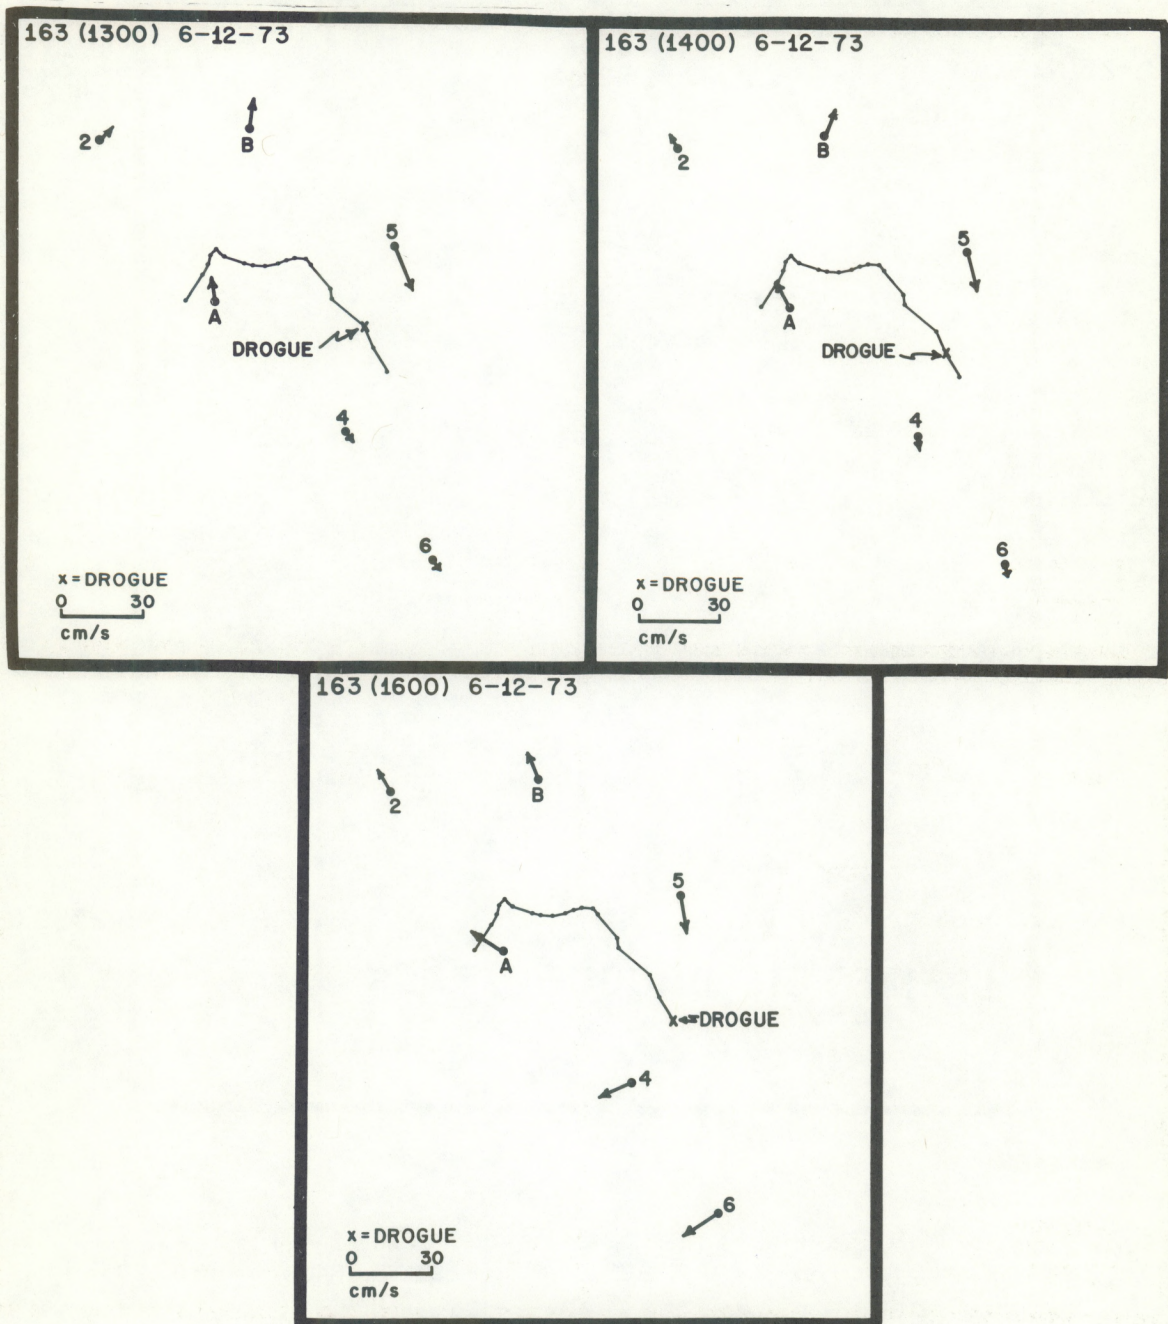 163 (1300) 6-12-73
2
B
5
A
DROGUE
4
6
x = DROGUE
0 30
cm/s
163 (1400) 6-12-73
2
B
5
A
DROGUE
4
6
x = DROGUE
0 30
cm/s
163 (1600) 6-12-73
2
B
5
A
x DROGUE
4
6
x = DROGUE
0 30
cm/s